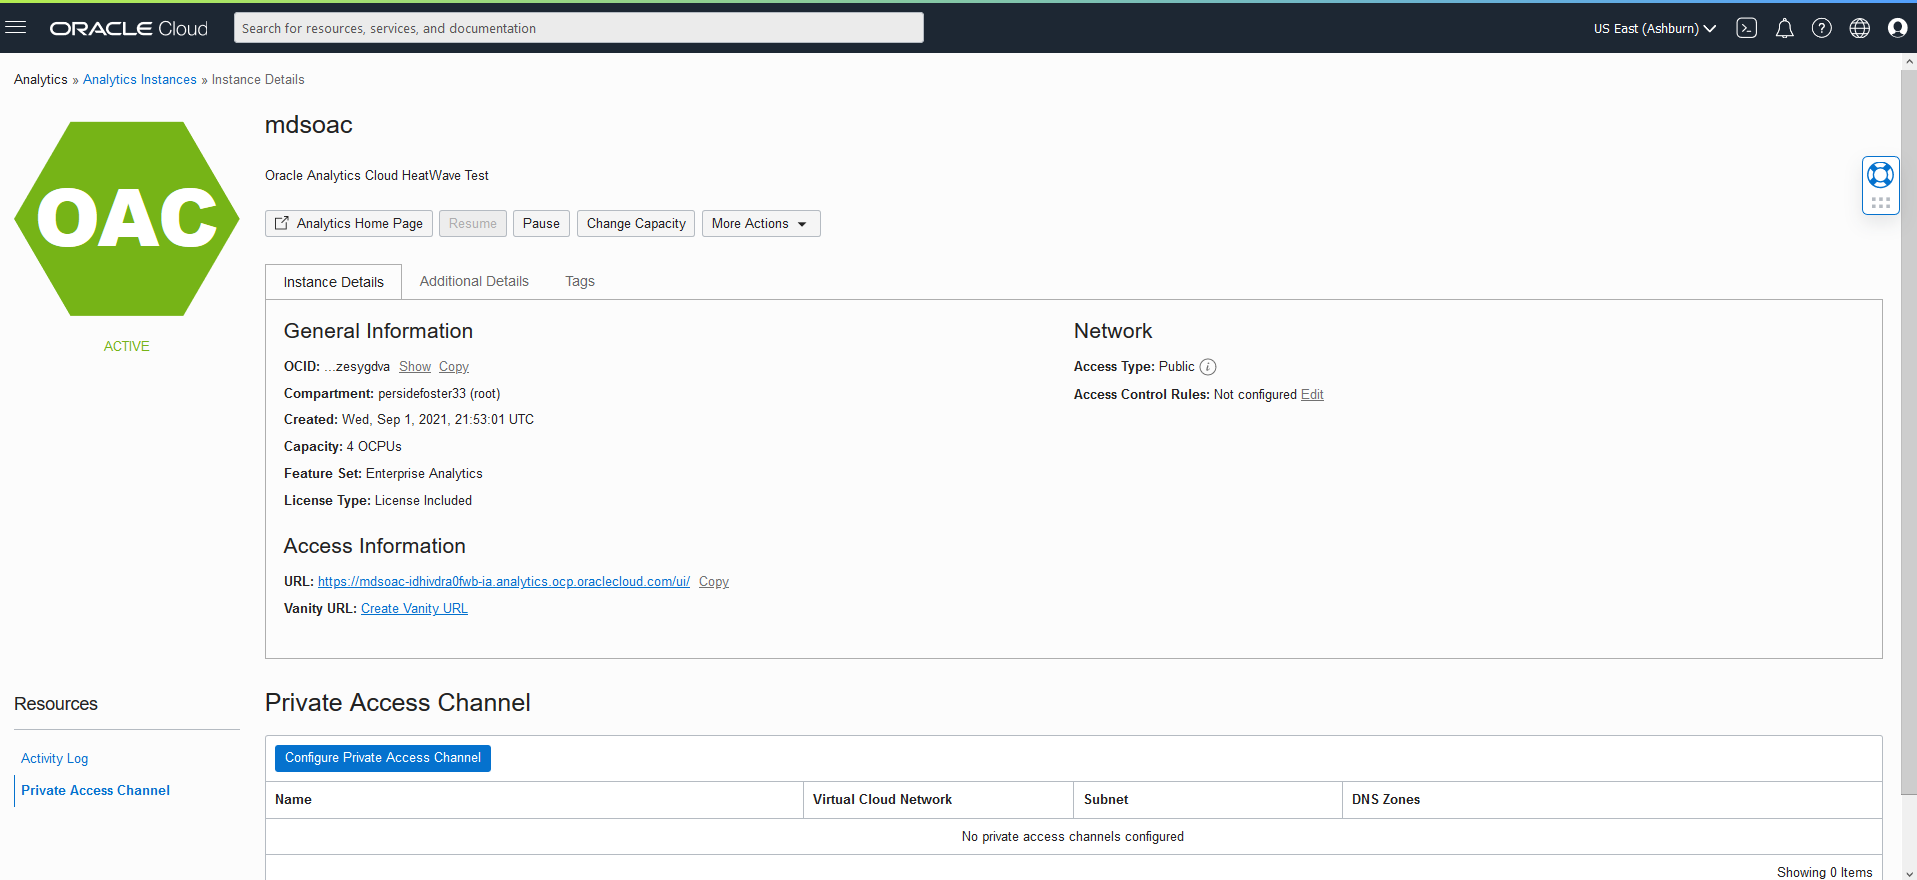 ORACLE Cloud
Search for resources, services, and documentation
US East (Ashburn)
Analytics » Analytics Instances » Instance Details
OAC
ACTIVE
mdsoac
Oracle Analytics Cloud HeatWave Test
Analytics Home Page
Resume
Pause
Change Capacity
More Actions
Instance Details
Additional Details
Tags
General Information
OCID: ...zesygdva Show Copy
Compartment: persidefoster33 (root)
Created: Wed, Sep 1, 2021, 21:53:01 UTC
Capacity: 4 OCPUs
Feature Set: Enterprise Analytics
License Type: License Included
Access Information
URL: https://mdsoac-idhivdra0fwb-ia.analytics.ocp.oraclecloud.com/ui/ Copy
Vanity URL: Create Vanity URL
Network
Access Type: Public
Access Control Rules: Not configured Edit
Resources
Activity Log
Private Access Channel
Private Access Channel
Configure Private Access Channel
Name Virtual Cloud Network Subnet DNS Zones
No private access channels configured
Showing 0 Items